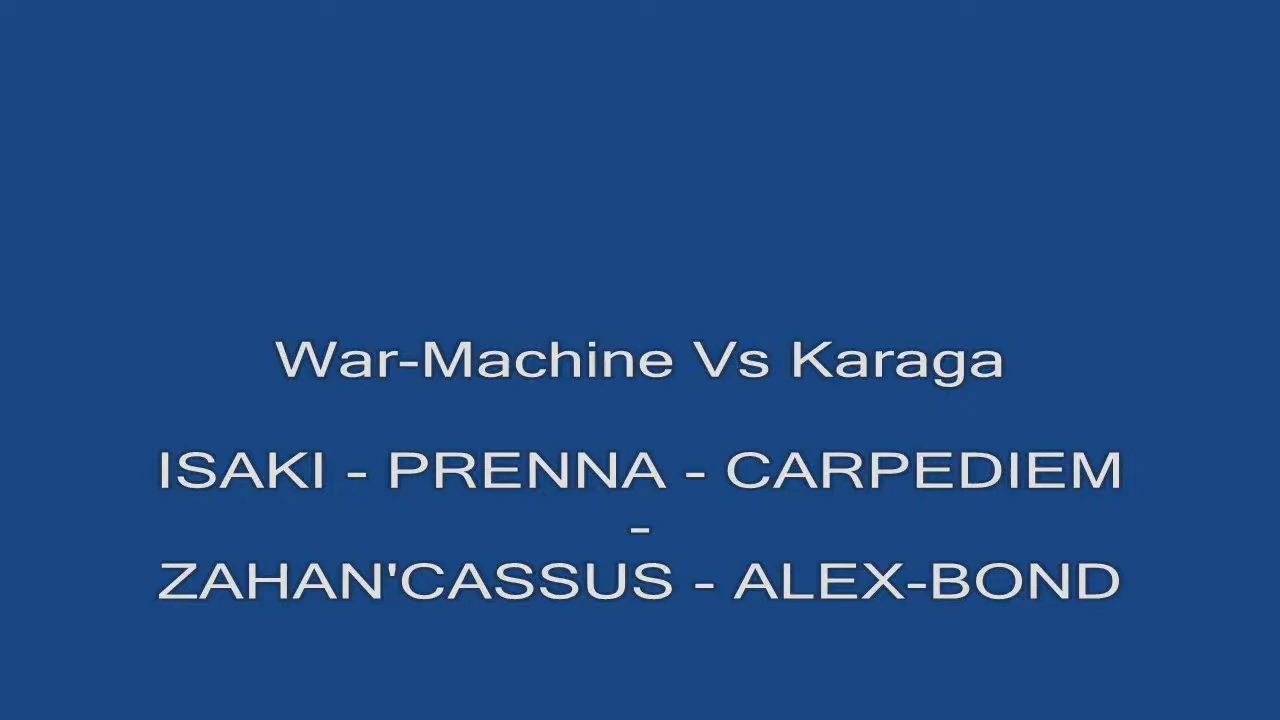 War-Machine Vs Karaga
ISAKI - PRENNA - CARPEDIEM
-
ZAHAN'CASSUS - ALEX-BOND